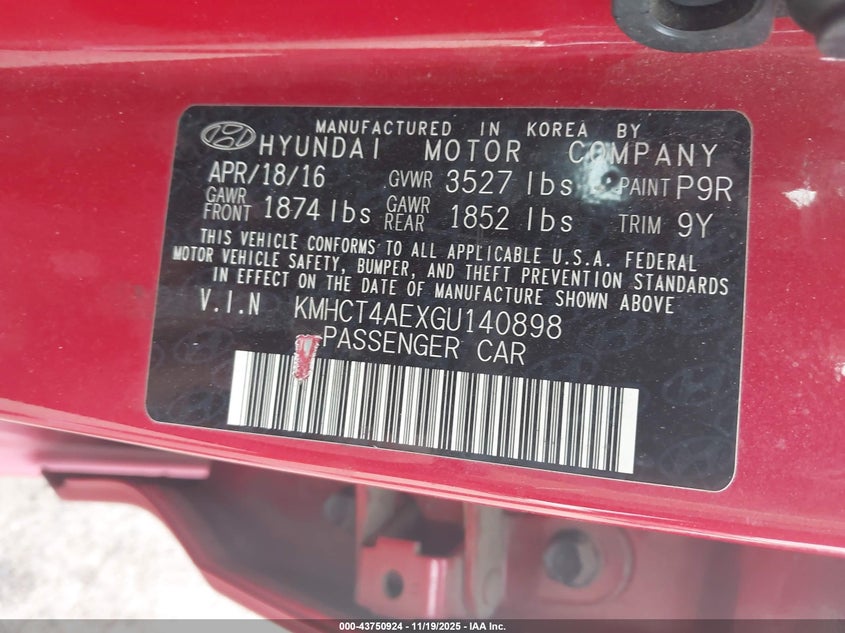 MANUFACTURED IN KOREA BY
HYUNDAI MOTOR COMPANY
APR/18/16 GVWR 3527 lbs PAINT P9R
GAWR FRONT 1874 lbs GAWR REAR 1852 lbs TRIM 9Y
THIS VEHICLE CONFORMS TO ALL APPLICABLE U.S.A. FEDERAL
MOTOR VEHICLE SAFETY, BUMPER, AND THEFT PREVENTION STANDARDS
IN EFFECT ON THE DATE OF MANUFACTURE SHOWN ABOVE
V.I.N KMHCT4AEXGU140898
PASSENGER CAR
000-43750924 - 11/19/2025 - IAA Inc.